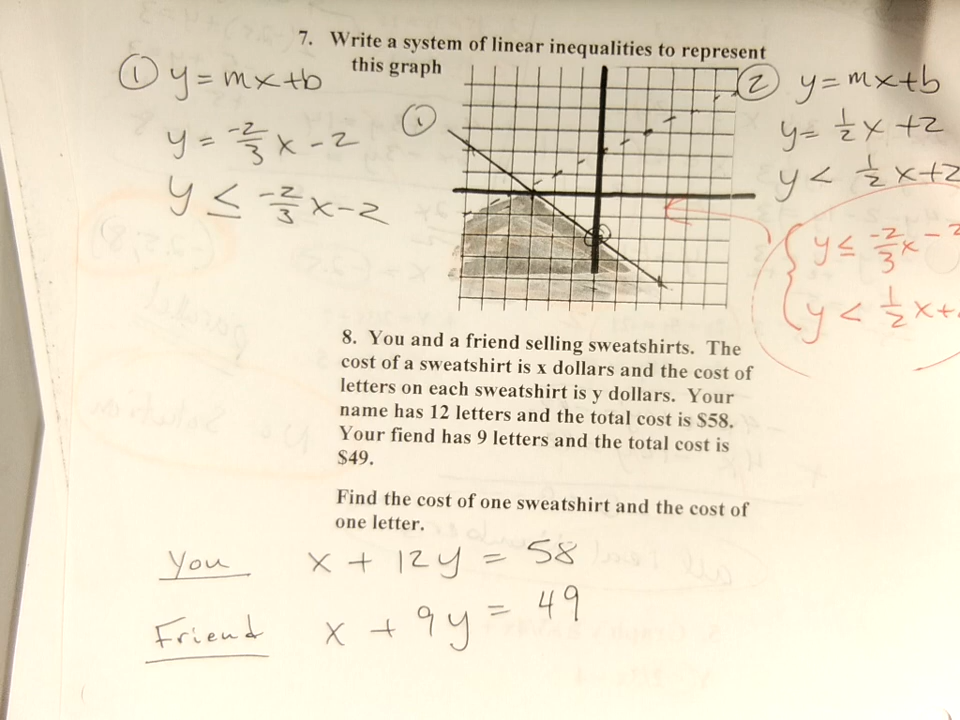 7. Write a system of linear inequalities to represent
this graph
① y = mx+b
y = -2/3 x - 2
y ≤ -2/3 x - 2
①
② y = mx+b
y = 1/2 x + 2
y < 1/2 x + 2
{ y ≤ -2/3 x - 2
y < 1/2 x +
8. You and a friend selling sweatshirts. The
cost of a sweatshirt is x dollars and the cost of
letters on each sweatshirt is y dollars. Your
name has 12 letters and the total cost is $58.
Your fiend has 9 letters and the total cost is
$49.
Find the cost of one sweatshirt and the cost of
one letter.
You x + 12y = 58
Friend x + 9y = 49